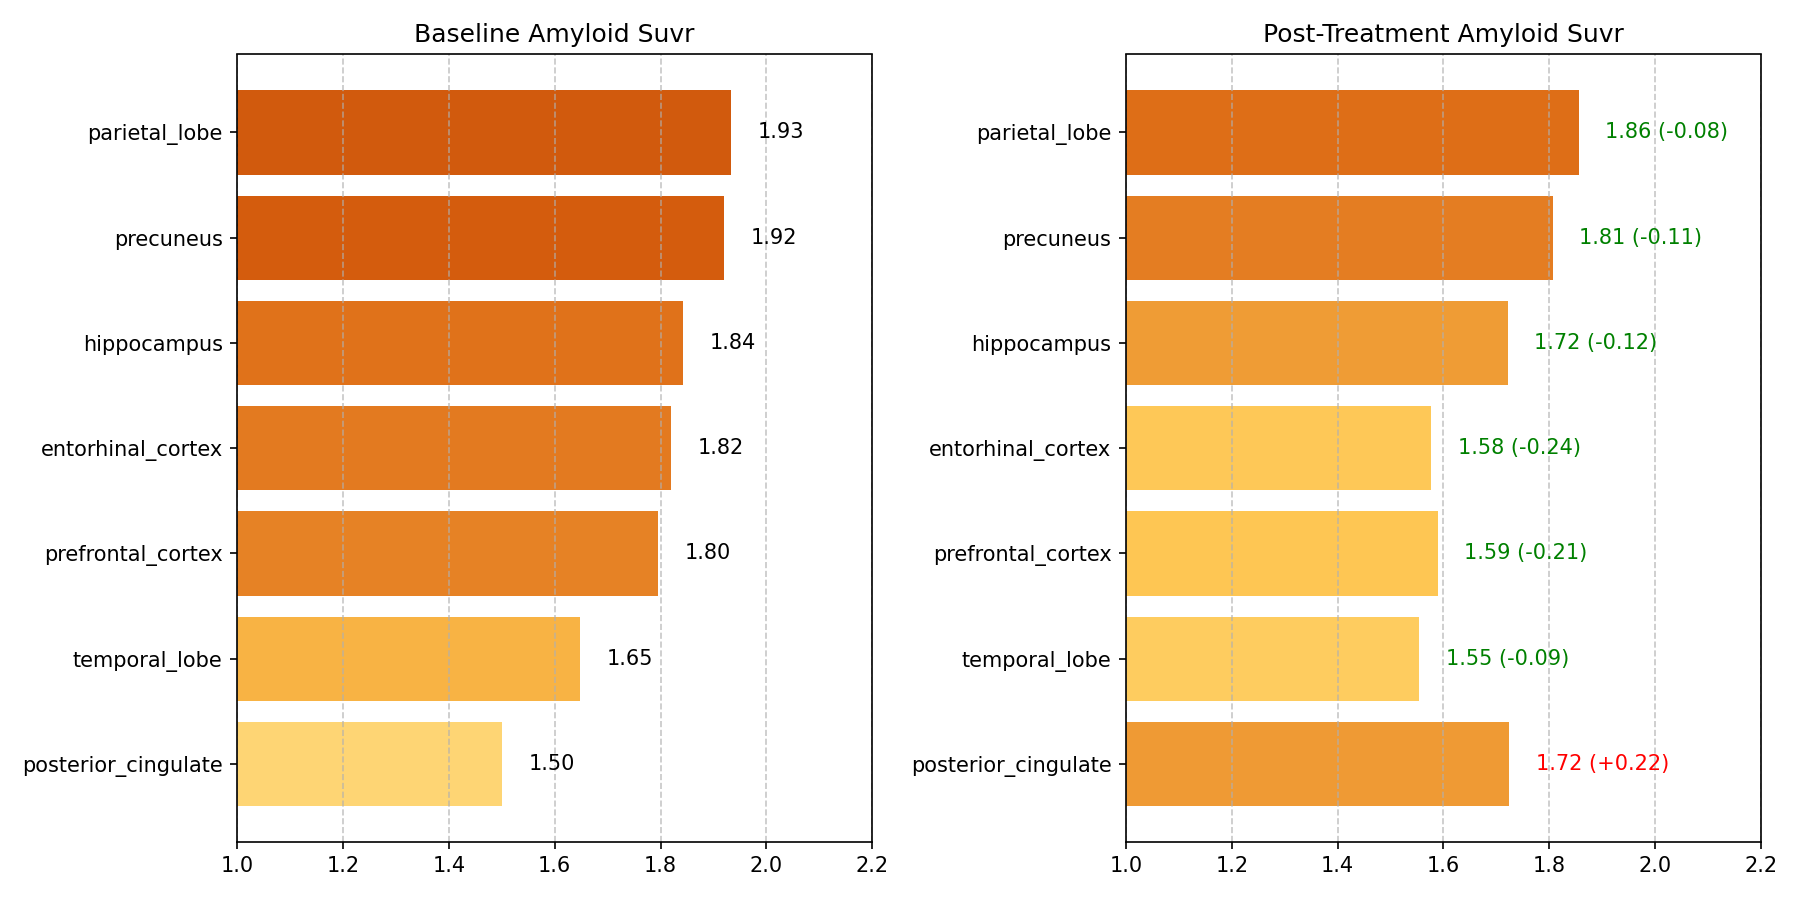 Baseline Amyloid Suvr
parietal_lobe 1.93
precuneus 1.92
hippocampus 1.84
entorhinal_cortex 1.82
prefrontal_cortex 1.80
temporal_lobe 1.65
posterior_cingulate 1.50
1.0 1.2 1.4 1.6 1.8 2.0 2.2
Post-Treatment Amyloid Suvr
parietal_lobe 1.86 (-0.08)
precuneus 1.81 (-0.11)
hippocampus 1.72 (-0.12)
entorhinal_cortex 1.58 (-0.24)
prefrontal_cortex 1.59 (-0.21)
temporal_lobe 1.55 (-0.09)
posterior_cingulate 1.72 (+0.22)
1.0 1.2 1.4 1.6 1.8 2.0 2.2